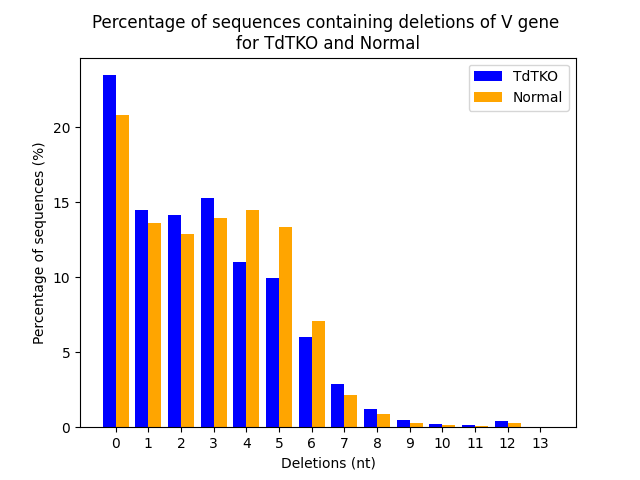 Percentage of sequences containing deletions of V gene
for TdTKO and Normal
TdTKO
Normal
Percentage of sequences (%)
20
15
10
5
0
0 1 2 3 4 5 6 7 8 9 10 11 12 13
Deletions (nt)